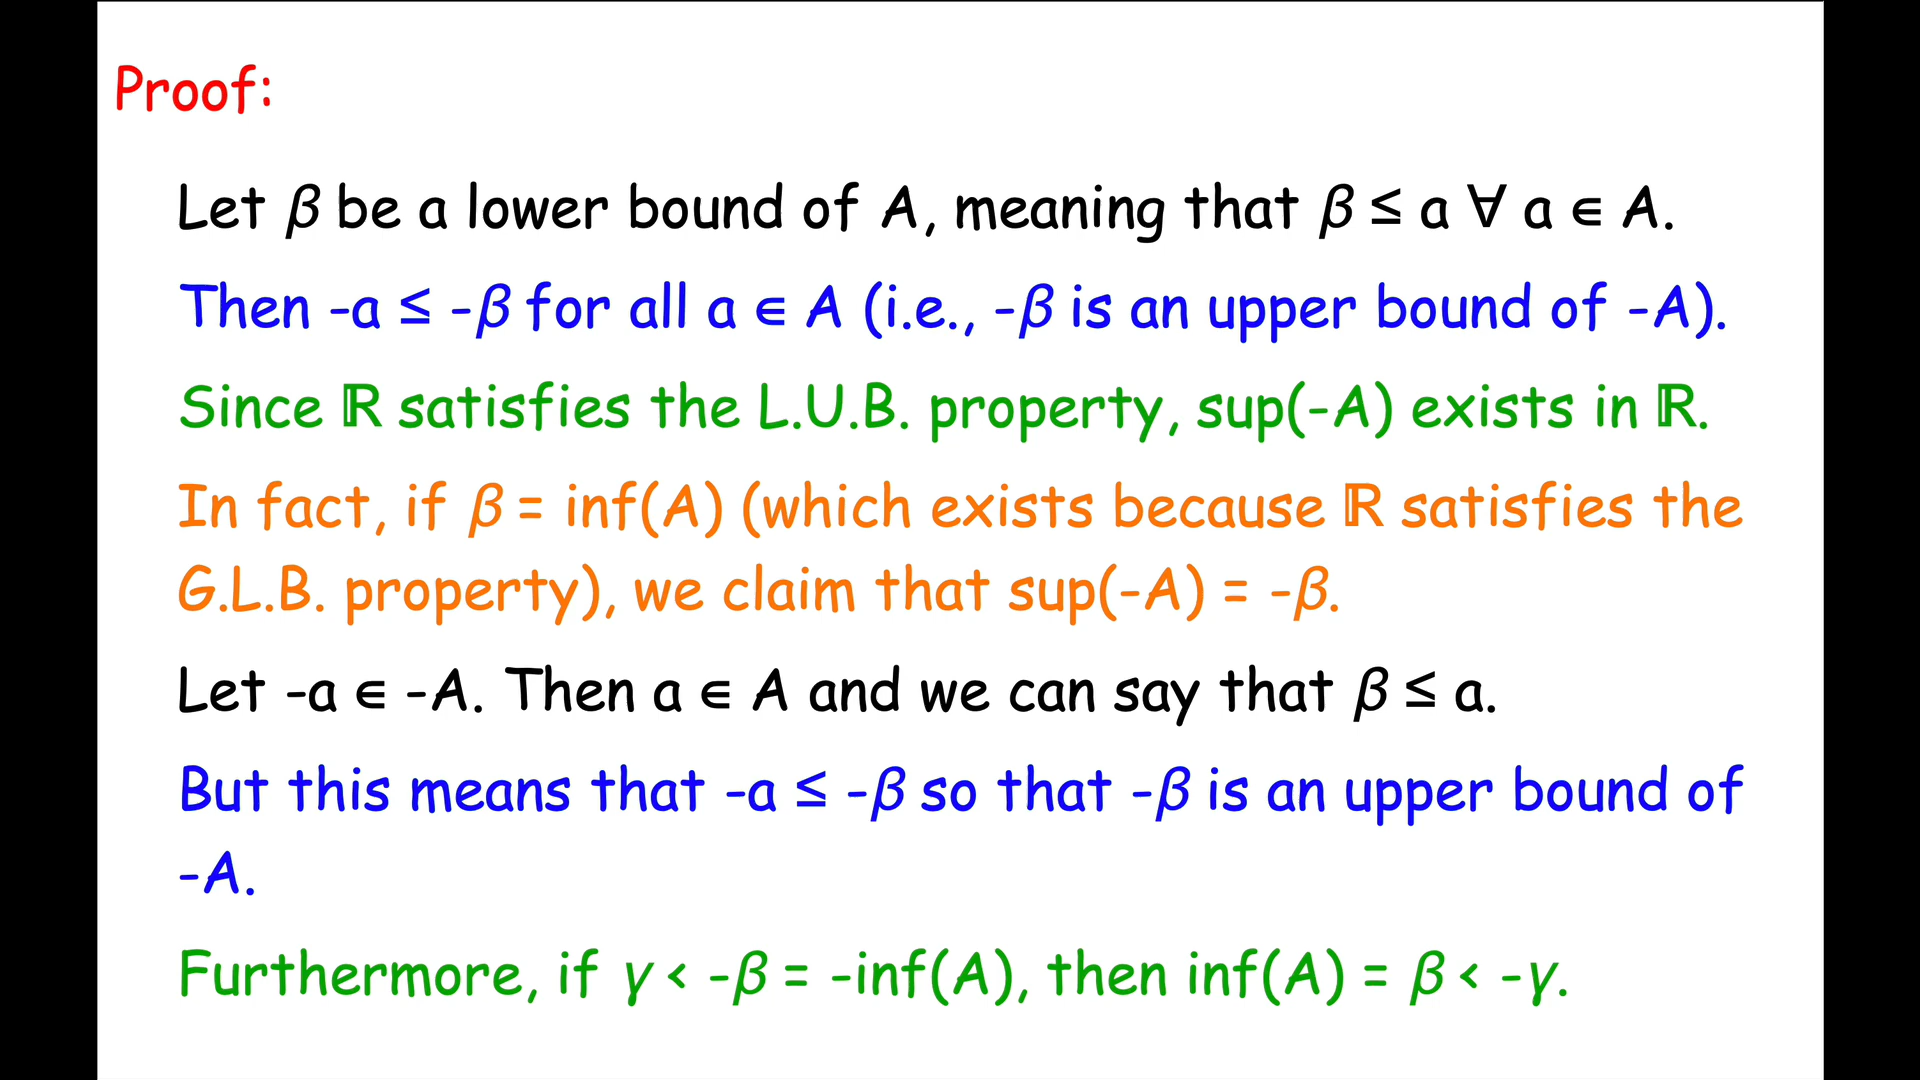 Proof:
Let β be a lower bound of A, meaning that β ≤ a ∀ a ∈ A.
Then -a ≤ -β for all a ∈ A (i.e., -β is an upper bound of -A).
Since ℝ satisfies the L.U.B. property, sup(-A) exists in ℝ.
In fact, if β = inf(A) (which exists because ℝ satisfies the
G.L.B. property), we claim that sup(-A) = -β.
Let -a ∈ -A. Then a ∈ A and we can say that β ≤ a.
But this means that -a ≤ -β so that -β is an upper bound of
-A.
Furthermore, if γ < -β = -inf(A), then inf(A) = β < -γ.